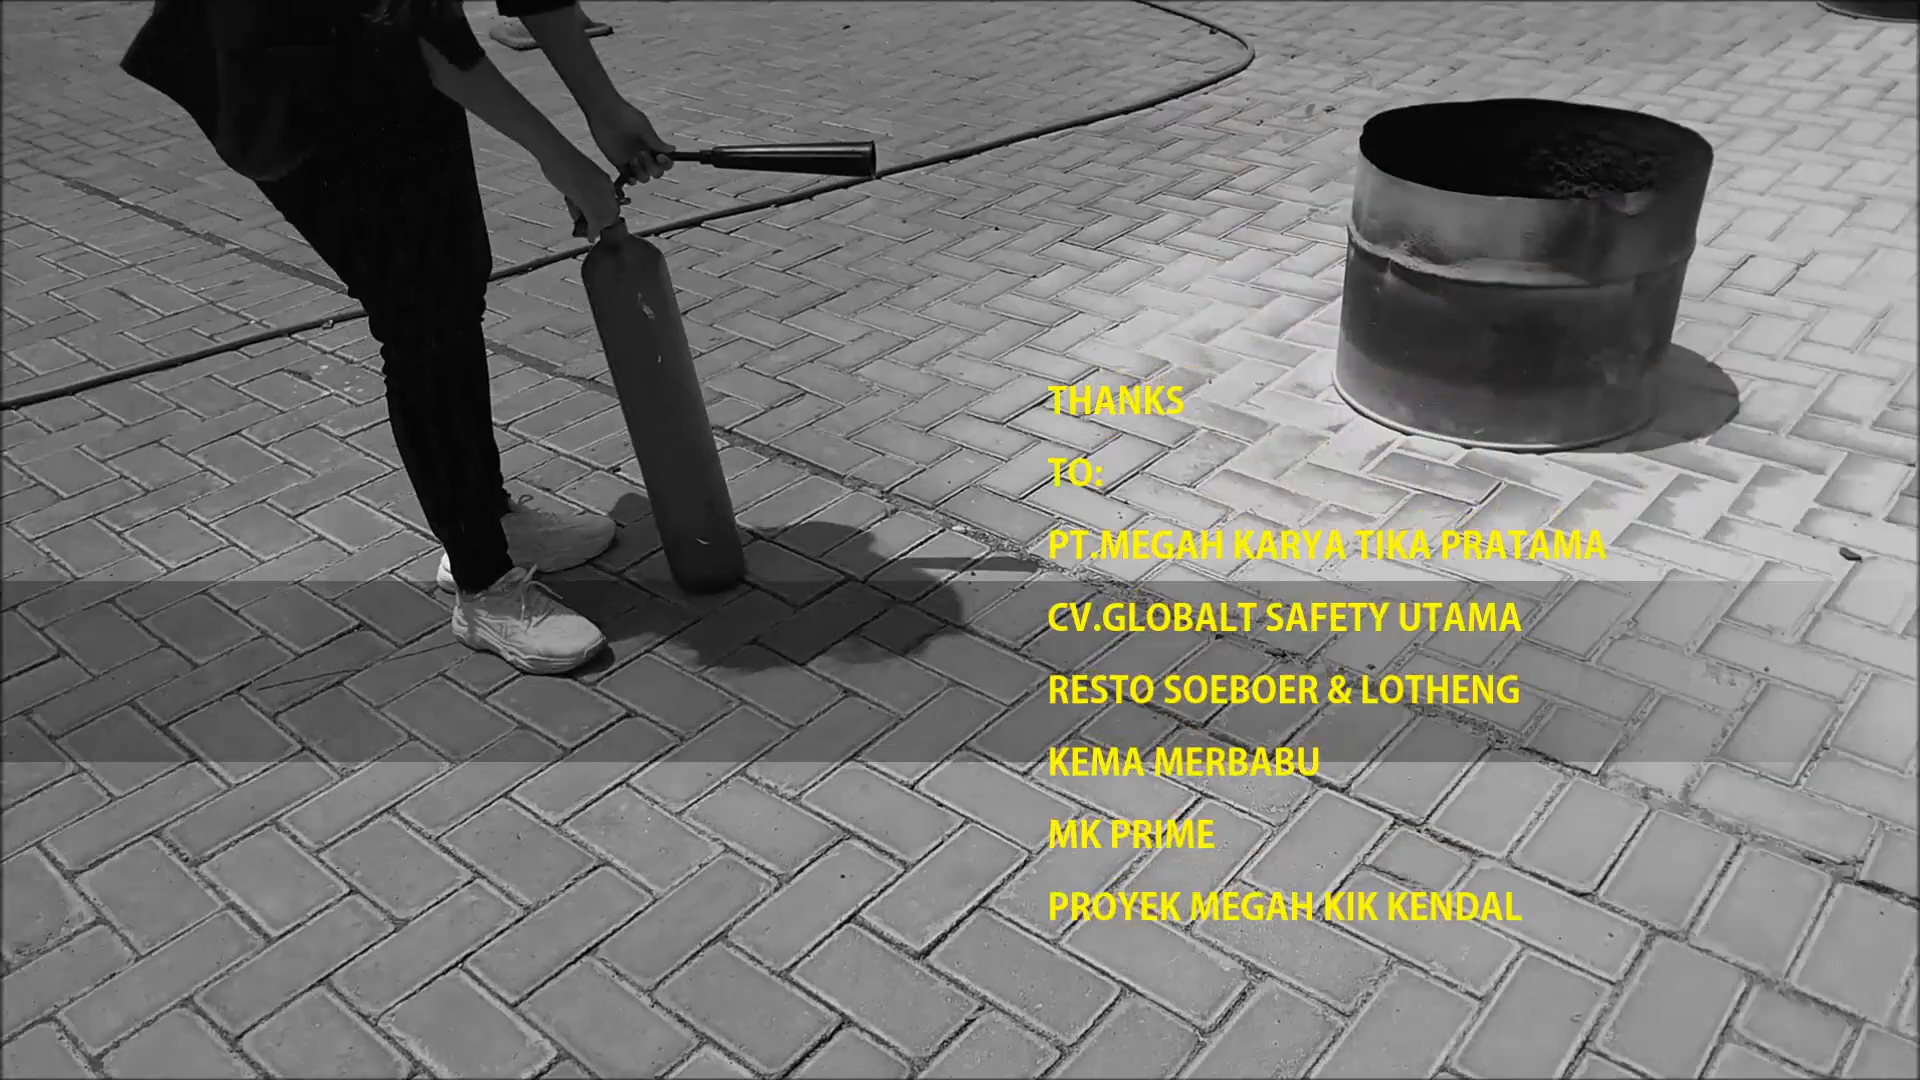 THANKS
TO:
PT.MEGAH KARYA TIKA PRATAMA
CV.GLOBALT SAFETY UTAMA
RESTO SOEBOER & LOTHENG
KEMA MERBABU
MK PRIME
PROYEK MEGAH KIK KENDAL